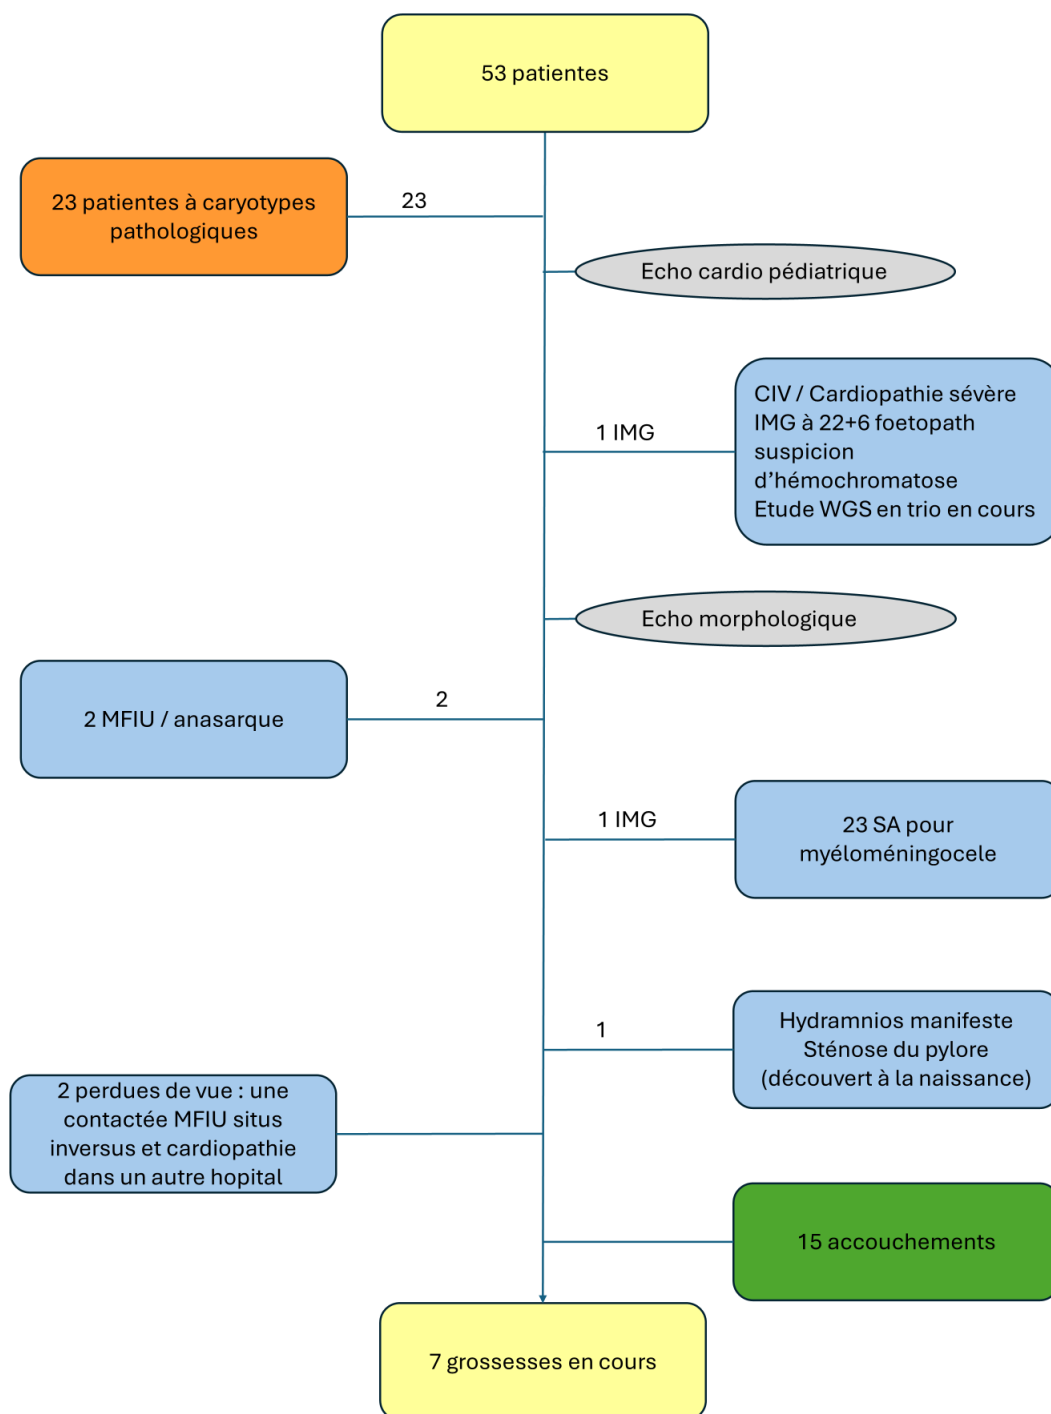 53 patientes
23 patientes à caryotypes
pathologiques
23
Echo cardio pédiatrique
CIV / Cardiopathie sévère
IMG à 22+6 foetopath
suspicion
d’hémochromatose
Etude WGS en trio en cours
1 IMG
Echo morphologique
2 MFIU / anasarque
2
1 IMG
23 SA pour
myéloméningocele
Hydramnios manifeste
Sténose du pylore
(découvert à la naissance)
1
2 perdues de vue : une
contactée MFIU situs
inversus et cardiopathie
dans un autre hopital
15 accouchements
7 grossesses en cours